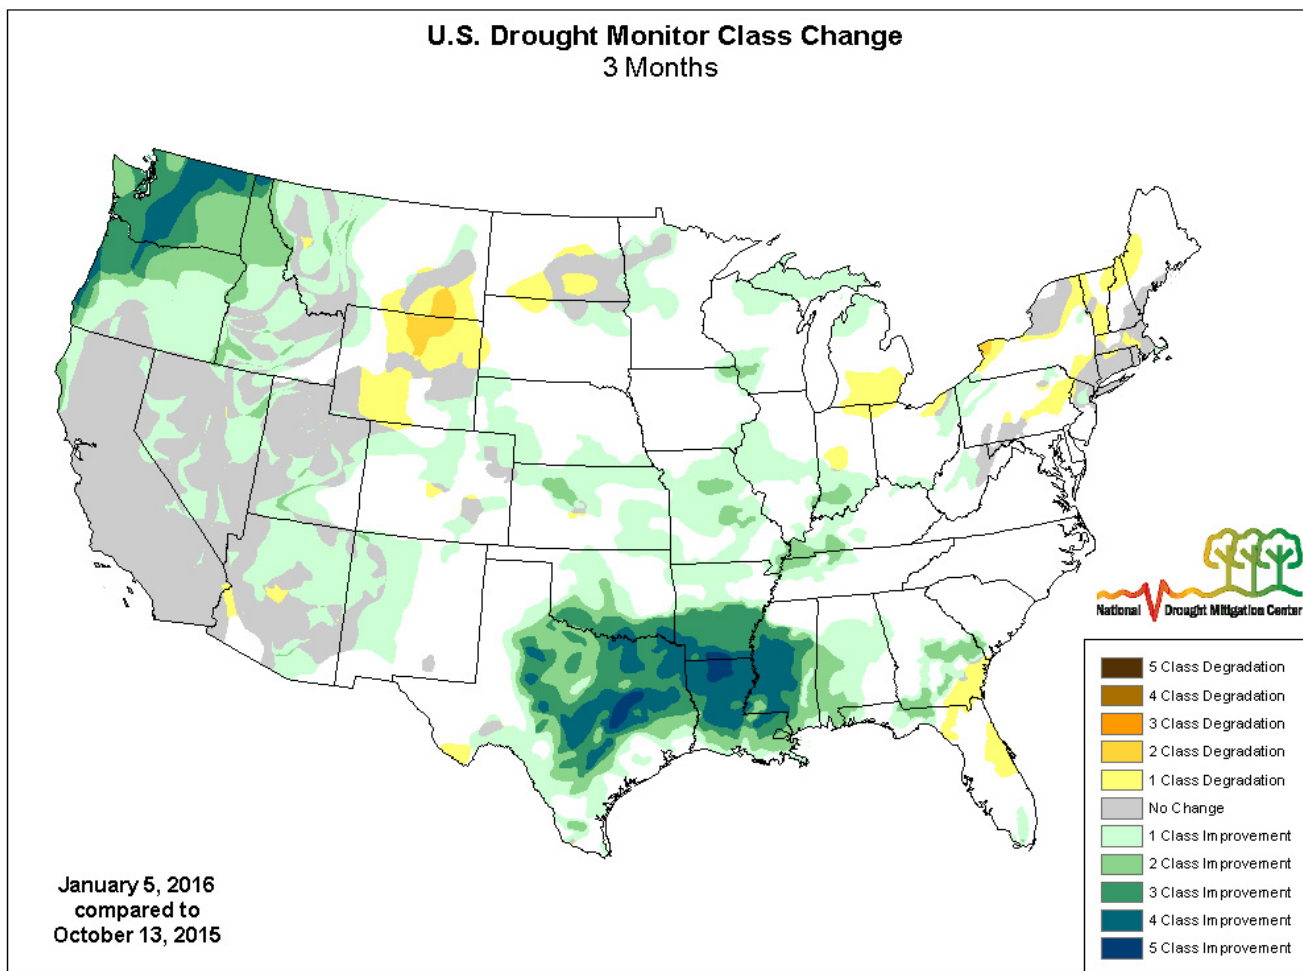 U.S. Drought Monitor Class Change
3 Months
National Drought Mitigation Center
5 Class Degradation
4 Class Degradation
3 Class Degradation
2 Class Degradation
1 Class Degradation
No Change
1 Class Improvement
2 Class Improvement
3 Class Improvement
4 Class Improvement
5 Class Improvement
January 5, 2016
compared to
October 13, 2015